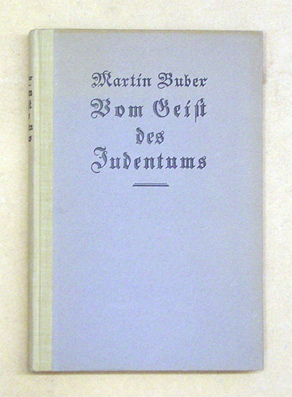 Martin Buber
Vom Geist
des
Judentums